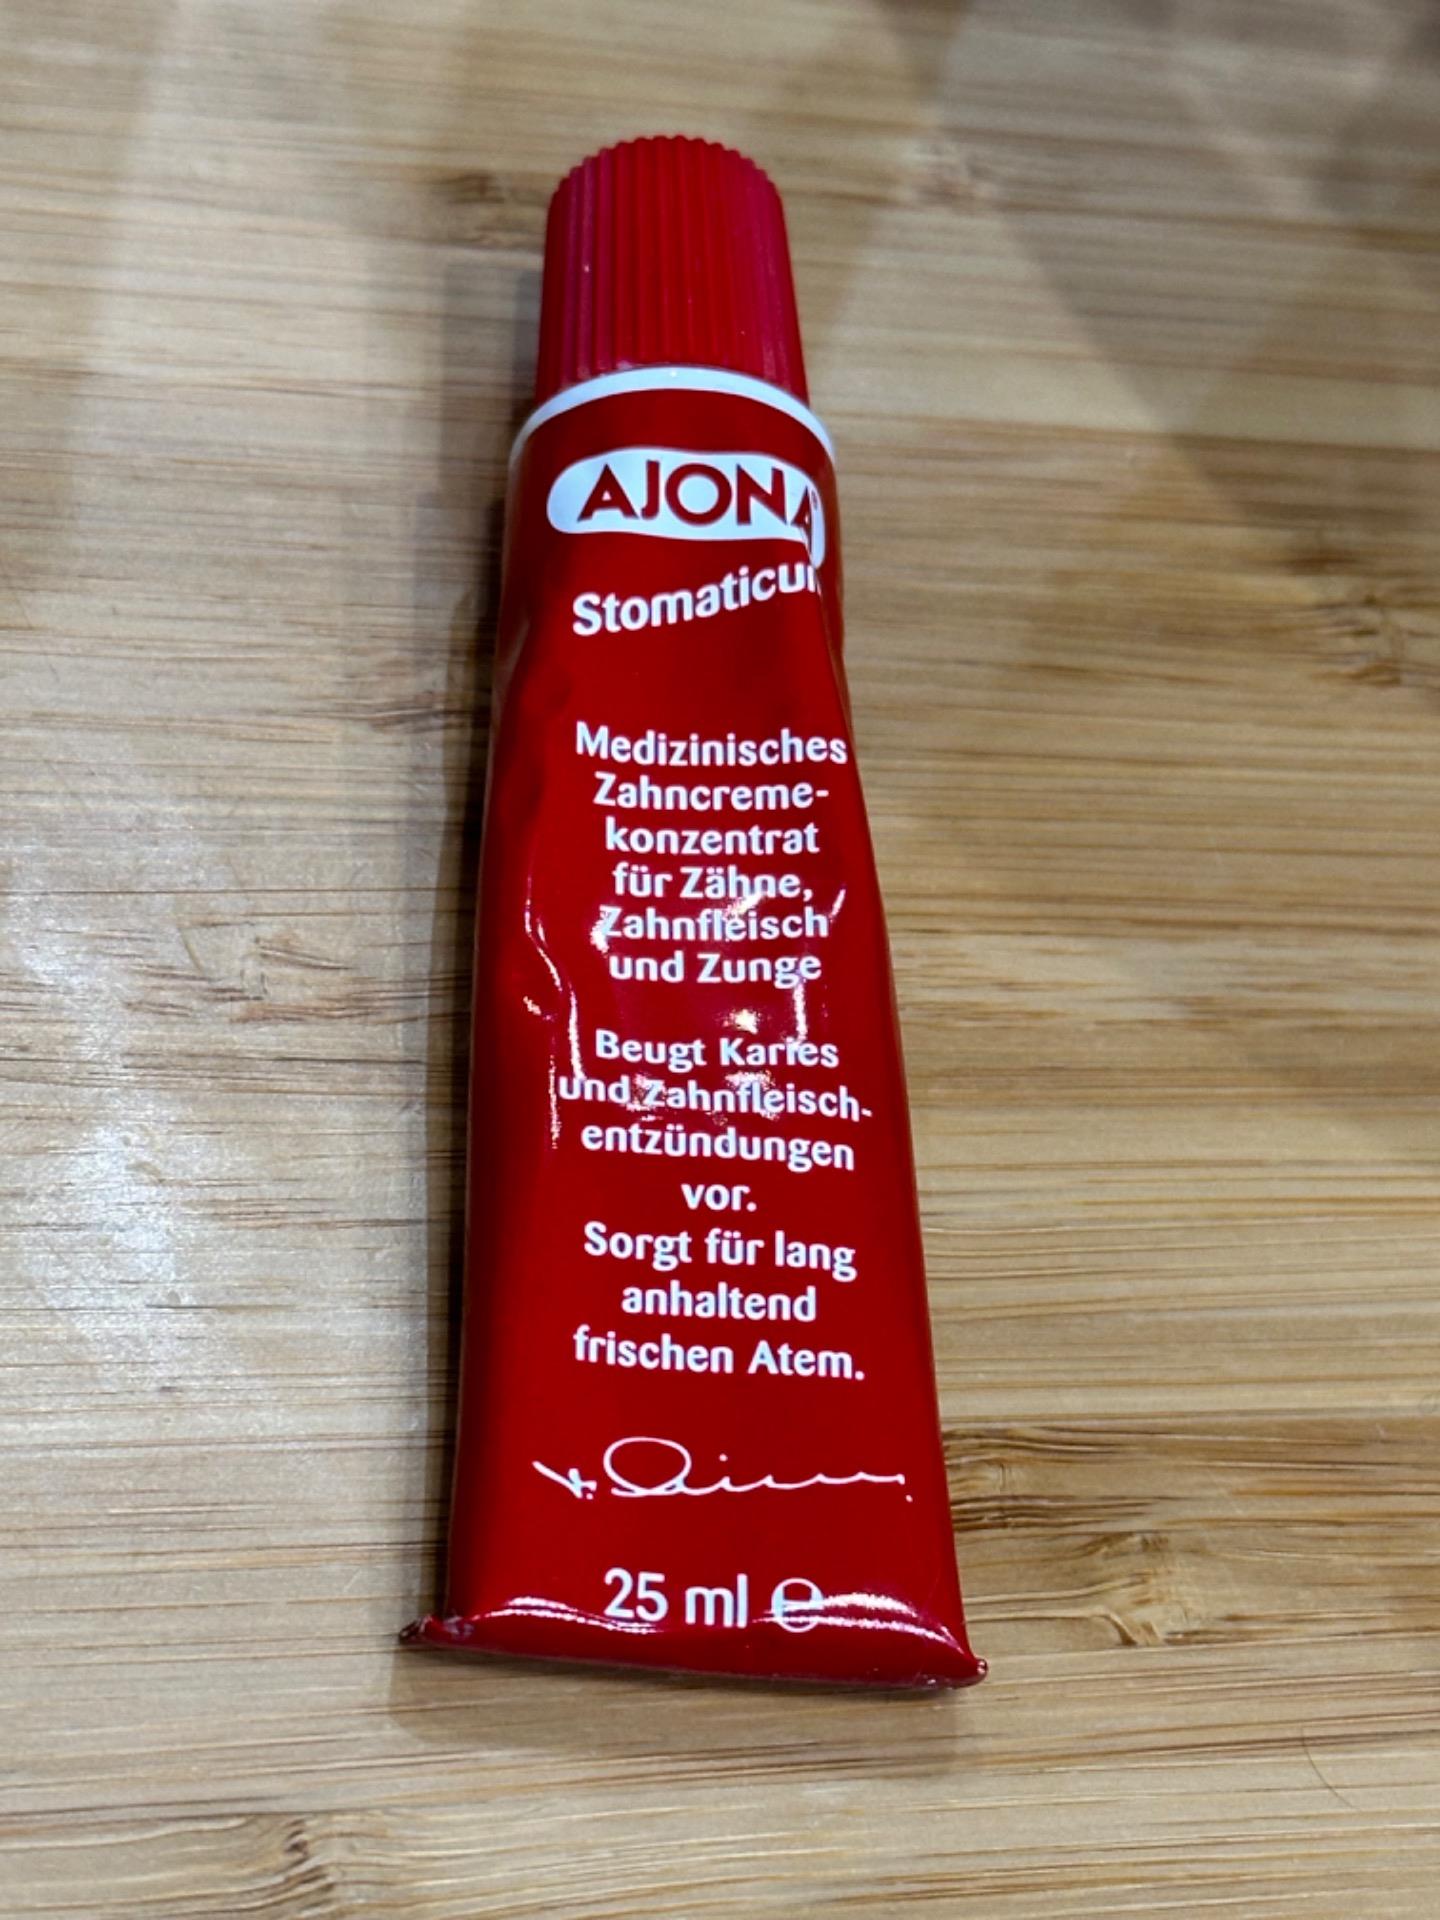 AJONA®
Stomaticum
Medizinisches
Zahncreme-
konzentrat
für Zähne,
Zahnfleisch
und Zunge
Beugt Karies
und Zahnfleisch-
entzündungen
vor.
Sorgt für lang
anhaltend
frischen Atem.
25 ml ℮